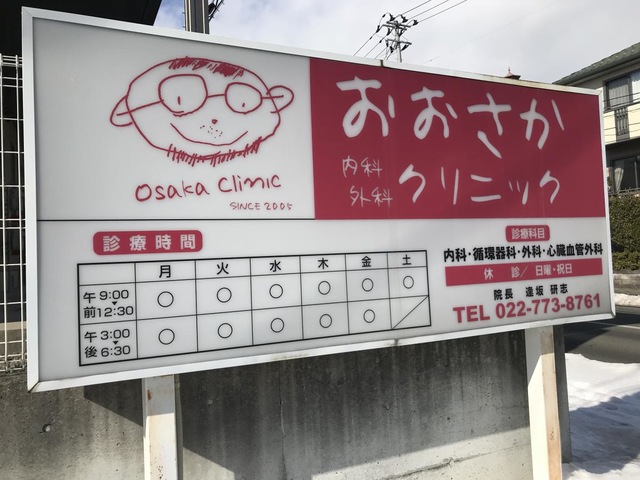 おおさか
内科
外科
クリニック
Osaka Clinic
SINCE 2005
診療時間
月 火 水 木 金 土
午前 9:00▼12:30 ○ ○ ○ ○ ○ ○
午後 3:00▼6:30 ○ ○ ○ ○ ○ ／
診療科目
内科・循環器科・外科・心臓血管外科
休 診／日曜・祝日
院長 逢坂 研志
TEL 022-773-8761